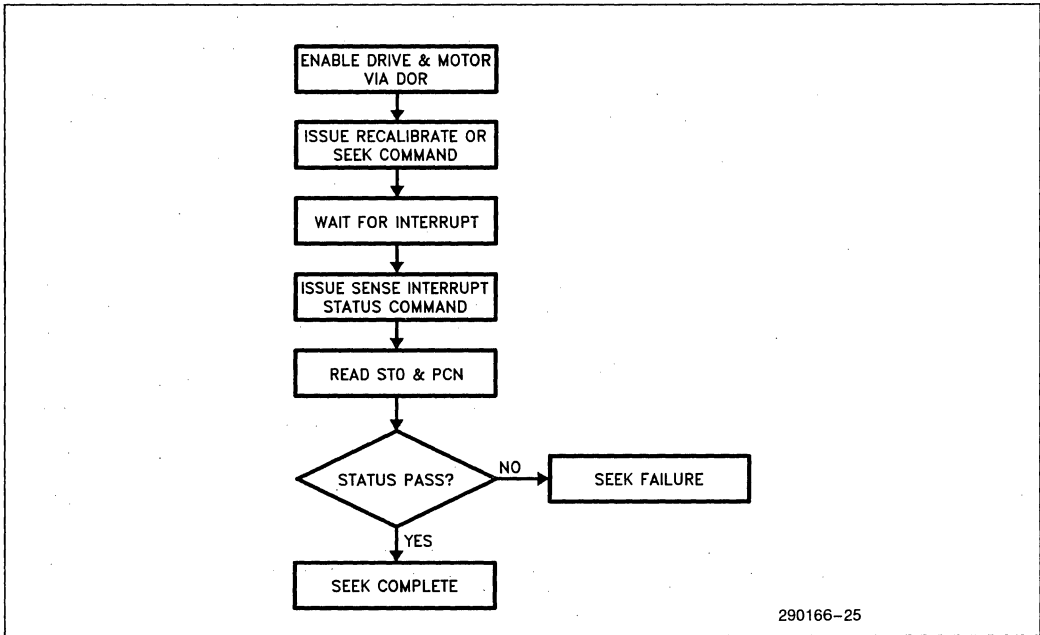 ENABLE DRIVE & MOTOR
VIA DOR
ISSUE RECALIBRATE OR
SEEK COMMAND
WAIT FOR INTERRUPT
ISSUE SENSE INTERRUPT
STATUS COMMAND
READ ST0 & PCN
STATUS PASS?
NO
SEEK FAILURE
YES
SEEK COMPLETE
290166-25